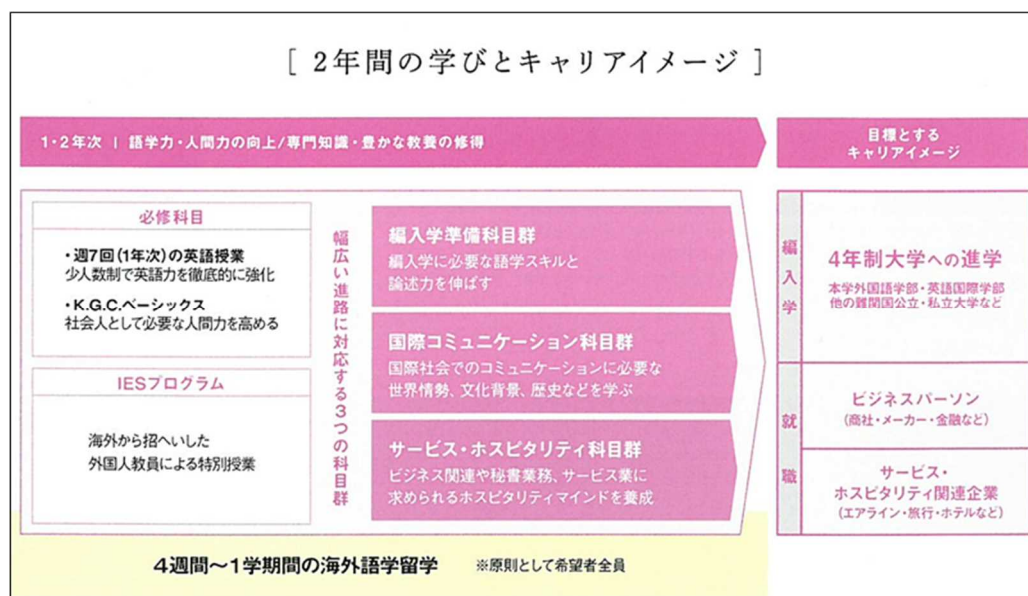 [ 2年間の学びとキャリアイメージ ]
1・2年次 | 語学力・人間力の向上/専門知識・豊かな教養の修得
目標とする
キャリアイメージ
必修科目
・週7回(1年次)の英語授業
少人数制で英語力を徹底的に強化
・K.G.C.ベーシックス
社会人として必要な人間力を高める
IESプログラム
海外から招へいした
外国人教員による特別授業
幅広い進路に対応する3つの科目群
編入学準備科目群
編入学に必要な語学スキルと
論述力を伸ばす
国際コミュニケーション科目群
国際社会でのコミュニケーションに必要な
世界情勢、文化背景、歴史などを学ぶ
サービス・ホスピタリティ科目群
ビジネス関連や秘書業務、サービス業に
求められるホスピタリティマインドを養成
編入学
4年制大学への進学
本学外国語学部・英語国際学部
他の難関国公立・私立大学など
就職
ビジネスパーソン
(商社・メーカー・金融など)
サービス・
ホスピタリティ関連企業
(エアライン・旅行・ホテルなど)
4週間〜1学期間の海外語学留学 ※原則として希望者全員